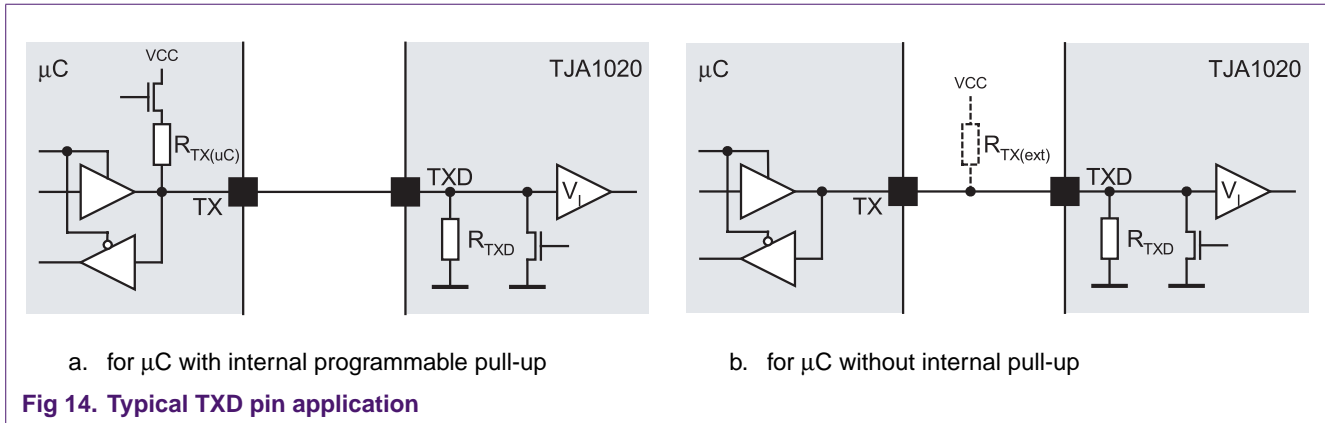 μC
VCC
R_TX(uC)
TX
TJA1020
TXD
R_TXD
V_I
a. for μC with internal programmable pull-up
μC
VCC
R_TX(ext)
TX
TJA1020
TXD
R_TXD
V_I
b. for μC without internal pull-up
Fig 14. Typical TXD pin application